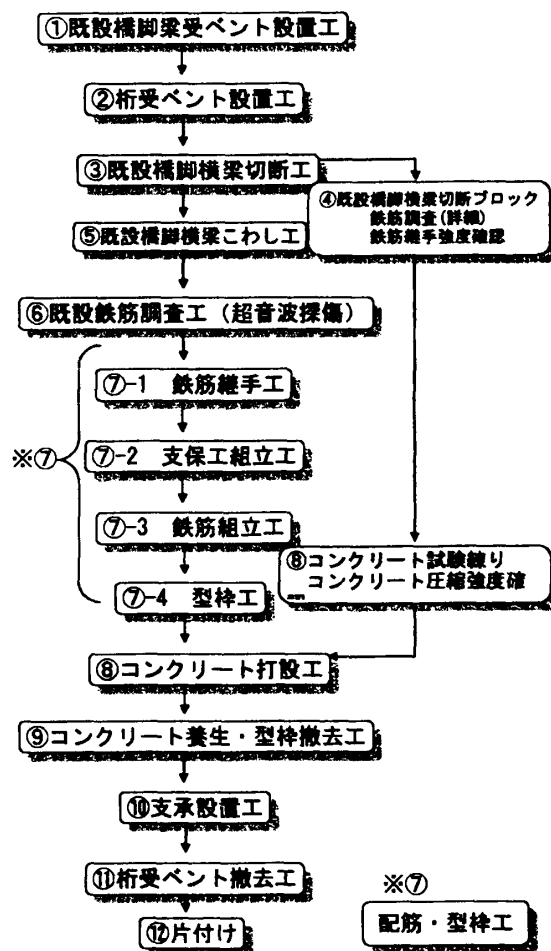 ①既設橋脚梁受ベント設置工
②桁受ベント設置工
③既設橋脚横梁切断工
④既設橋脚横梁切断ブロック
鉄筋調査(詳細)
鉄筋継手強度確認
⑤既設橋脚横梁こわし工
⑥既設鉄筋調査工（超音波探傷）
⑦-1 鉄筋継手工
※⑦
⑦-2 支保工組立工
⑦-3 鉄筋組立工
⑦-4 型枠工
⑧コンクリート試験練り
コンクリート圧縮強度確
⑧コンクリート打設工
⑨コンクリート養生・型枠撤去工
⑩支承設置工
⑪桁受ベント撤去工
⑫片付け
※⑦
配筋・型枠工